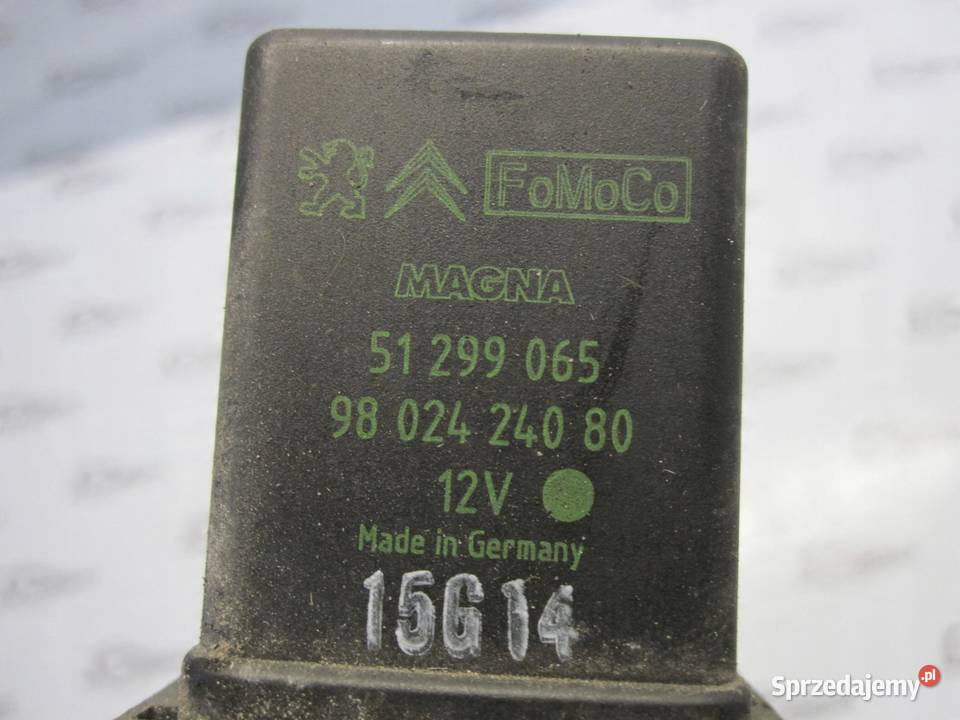 FoMoCo
MAGNA
51 299 065
98 024 240 80
12V
Made in Germany
15G14
Sprzedajemy.pl